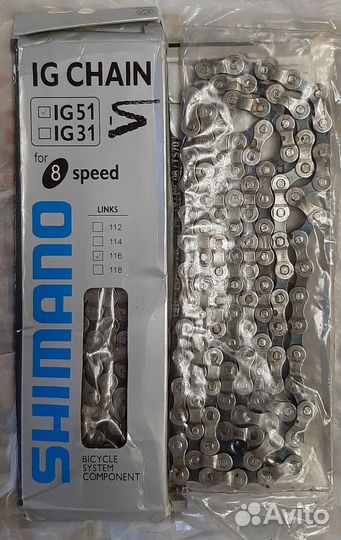 IG CHAIN
IG51
IG31
for 8 speed
LINKS
112
114
116
118
SHIMANO
BICYCLE
SYSTEM
COMPONENT
Avito